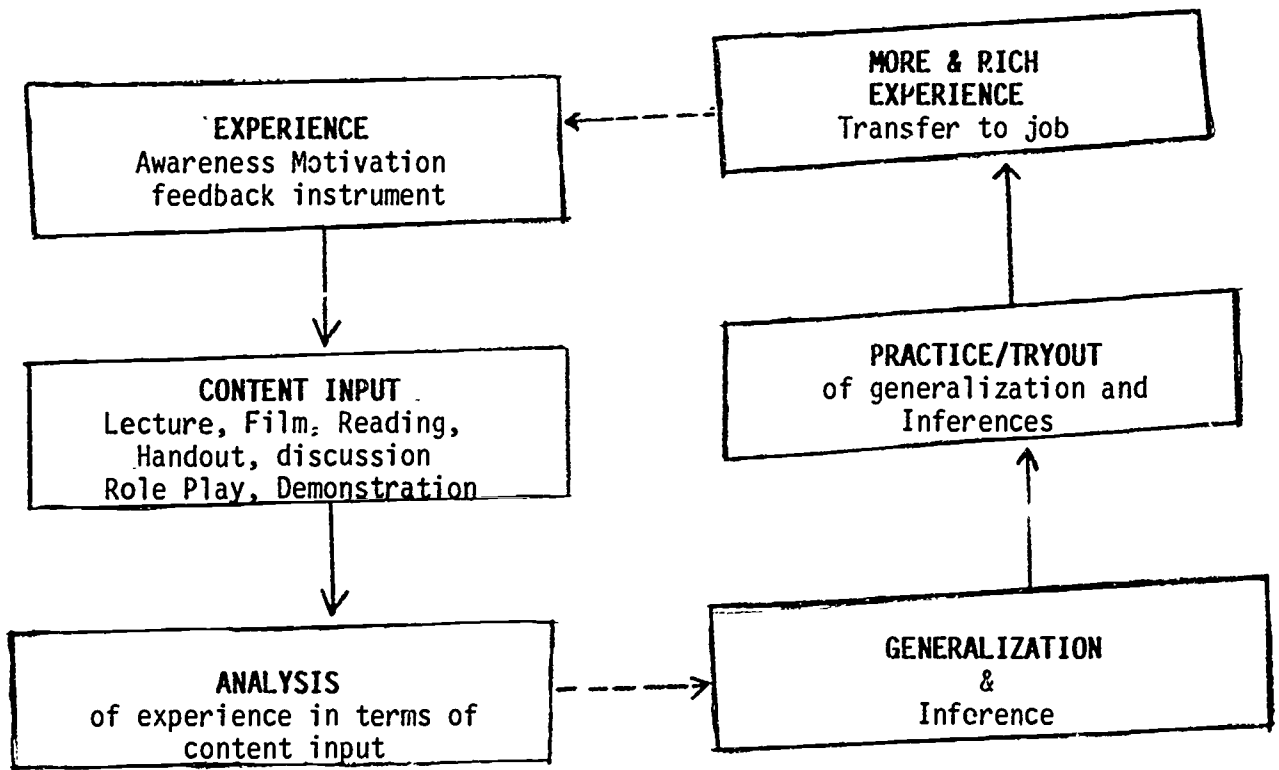 EXPERIENCE
Awareness Motivation
feedback instrument
CONTENT INPUT
Lecture, Film, Reading,
Handout, discussion
Role Play, Demonstration
ANALYSIS
of experience in terms of
content input
GENERALIZATION
&
Inference
PRACTICE/TRYOUT
of generalization and
Inferences
MORE & RICH
EXPERIENCE
Transfer to job